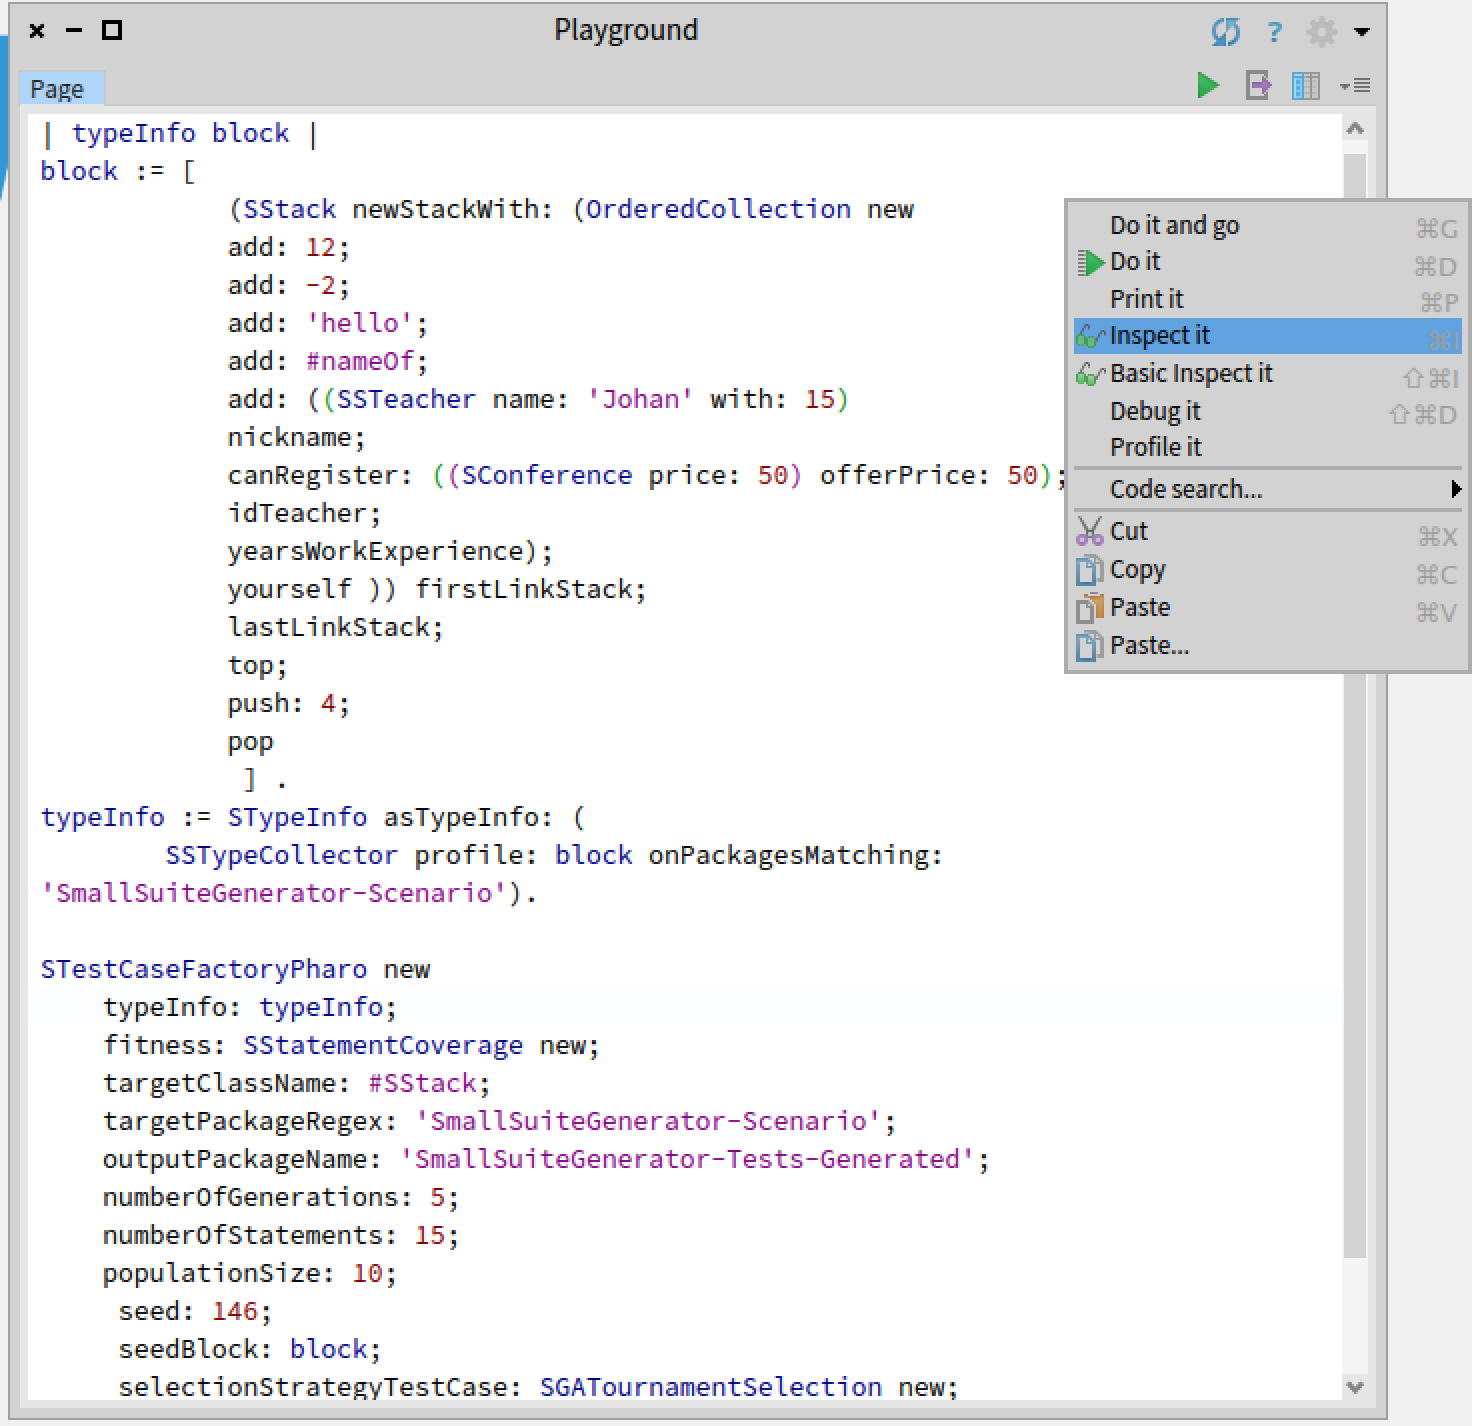 Playground
?
Page
| typeInfo block |
block := [
(SStack newStackWith: (OrderedCollection new
add: 12;
add: -2;
add: 'hello';
add: #nameOf;
add: ((SSTeacher name: 'Johan' with: 15)
nickname;
canRegister: ((SConference price: 50) offerPrice: 50);
idTeacher;
yearsWorkExperience);
yourself )) firstLinkStack;
lastLinkStack;
top;
push: 4;
pop
] .
typeInfo := STypeInfo asTypeInfo: (
SSTypeCollector profile: block onPackagesMatching:
'SmallSuiteGenerator-Scenario').
STestCaseFactoryPharo new
typeInfo: typeInfo;
fitness: SStatementCoverage new;
targetClassName: #SStack;
targetPackageRegex: 'SmallSuiteGenerator-Scenario';
outputPackageName: 'SmallSuiteGenerator-Tests-Generated';
numberOfGenerations: 5;
numberOfStatements: 15;
populationSize: 10;
seed: 146;
seedBlock: block;
selectionStrategyTestCase: SGATournamentSelection new;
Do it and go ⌘G
Do it ⌘D
Print it ⌘P
Inspect it ⌘I
Basic Inspect it ⇧⌘I
Debug it ⇧⌘D
Profile it
Code search...
Cut ⌘X
Copy ⌘C
Paste ⌘V
Paste...